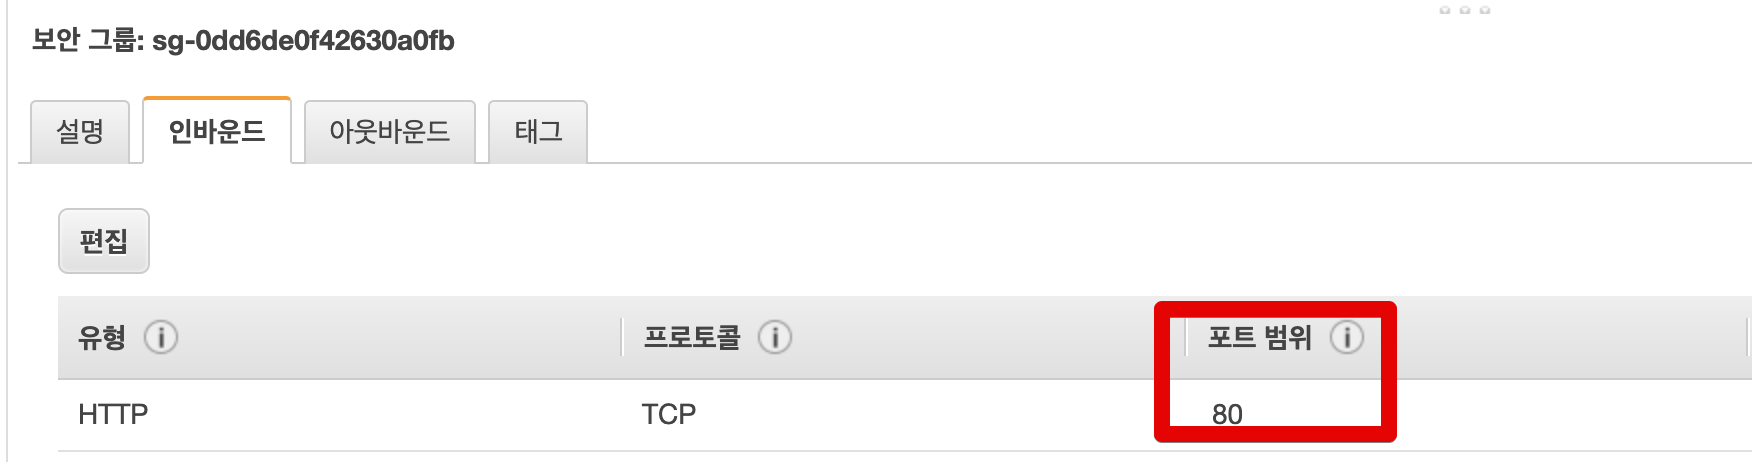 보안 그룹: sg-0dd6de0f42630a0fb
설명 인바운드 아웃바운드 태그
편집
유형 i 프로토콜 i 포트 범위 i
HTTP TCP 80